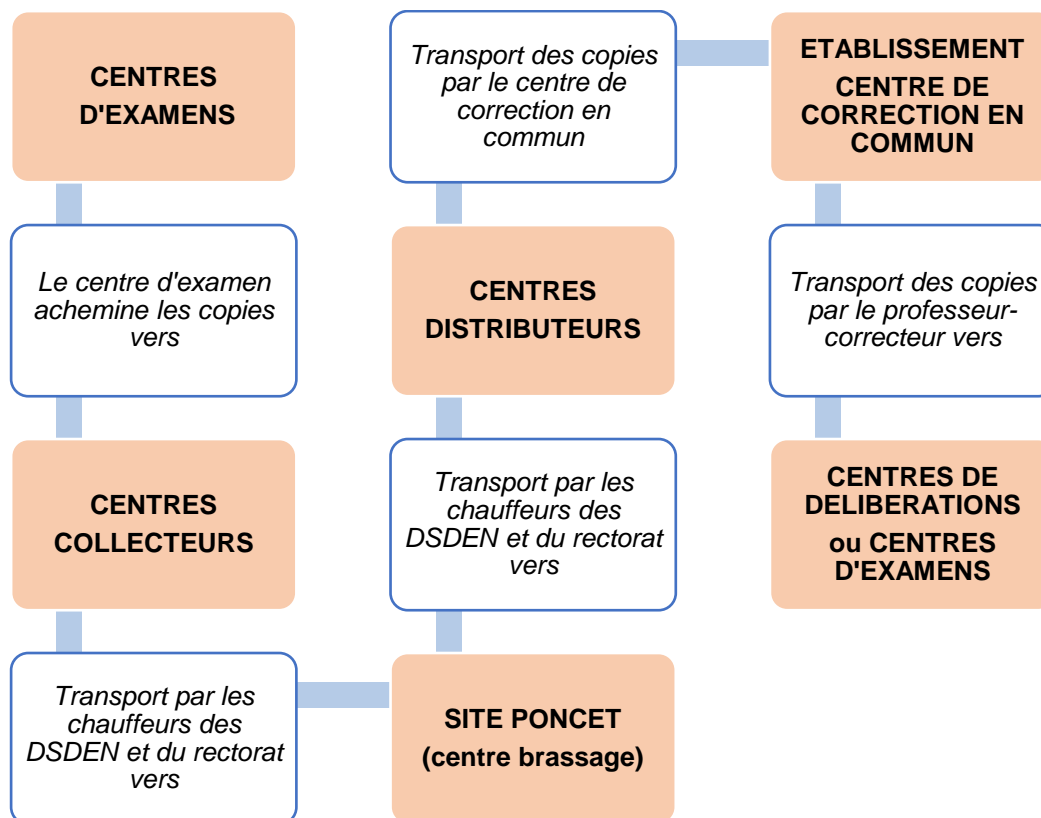 CENTRES
D'EXAMENS
Le centre d'examen
achemine les copies
vers
CENTRES
COLLECTEURS
Transport par les
chauffeurs des
DSDEN et du rectorat
vers
SITE PONCET
(centre brassage)
Transport par les
chauffeurs des
DSDEN et du rectorat
vers
CENTRES
DISTRIBUTEURS
Transport des copies
par le centre de
correction en
commun
ETABLISSEMENT
CENTRE DE
CORRECTION EN
COMMUN
Transport des copies
par le professeur-
correcteur vers
CENTRES DE
DELIBERATIONS
ou CENTRES
D'EXAMENS